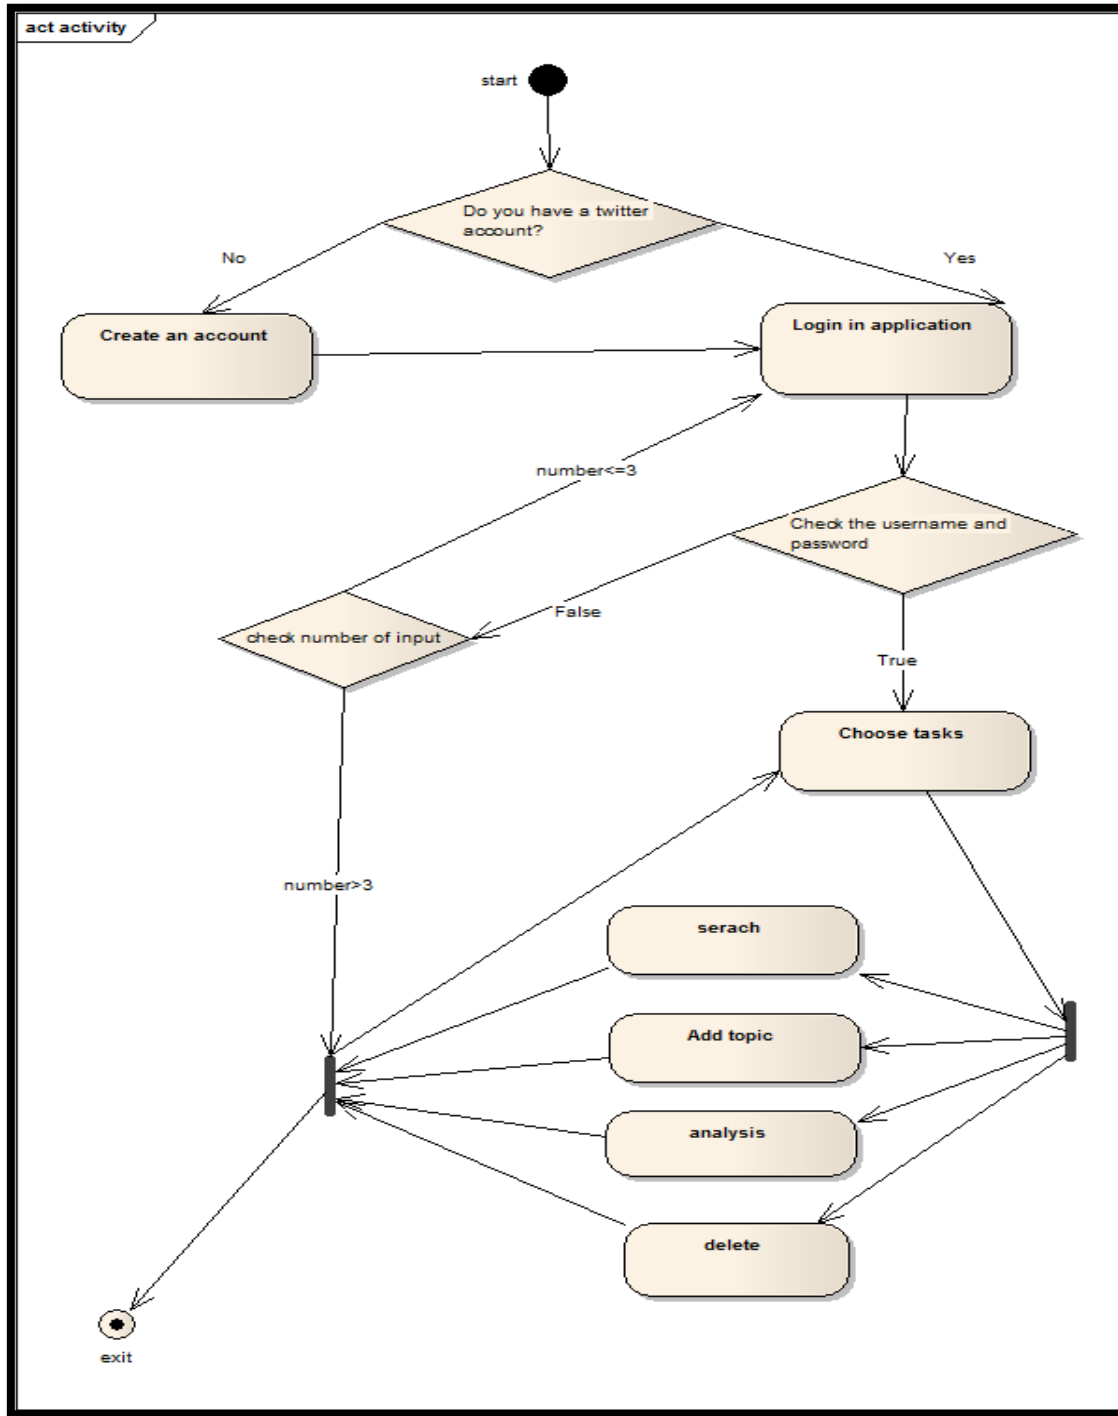 act activity
start
Do you have a twitter
account?
No
Yes
Create an account
Login in application
number<=3
Check the username and
password
False
check number of input
True
Choose tasks
number>3
serach
Add topic
analysis
delete
exit